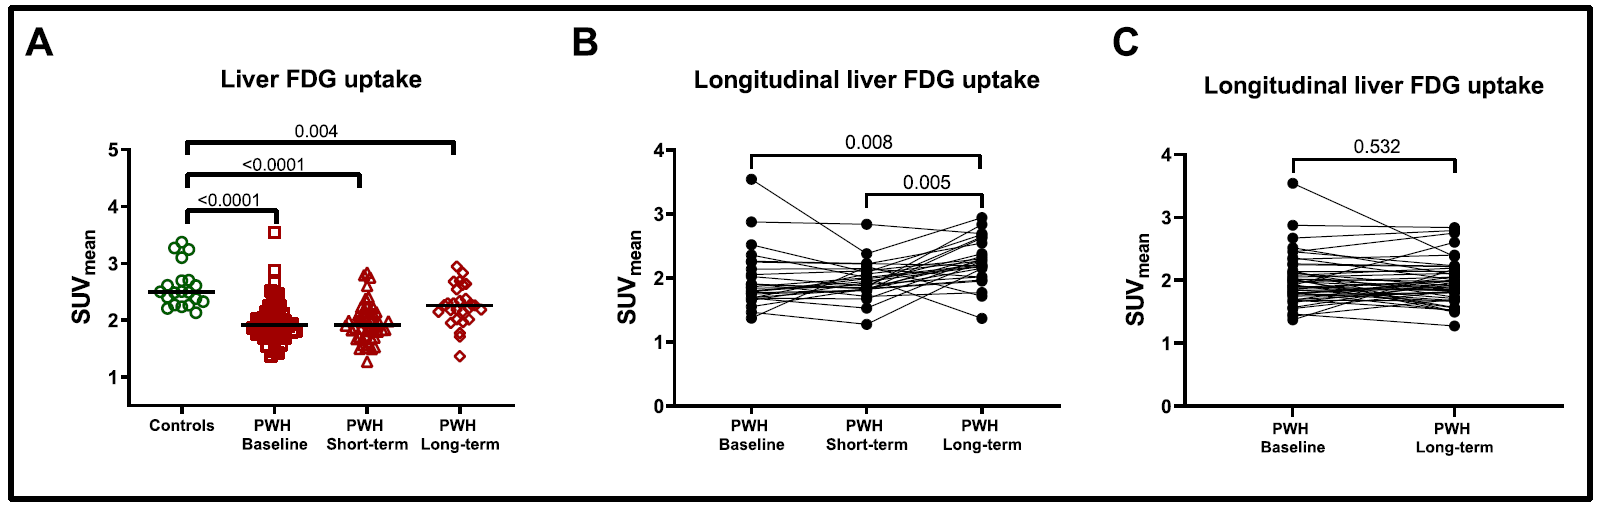 A
Liver FDG uptake
0.004
<0.0001
<0.0001
5
4
3
2
1
SUVmean
Controls
PWH
Baseline
PWH
Short-term
PWH
Long-term
B
Longitudinal liver FDG uptake
0.008
0.005
4
3
2
1
0
SUVmean
PWH
Baseline
PWH
Short-term
PWH
Long-term
C
Longitudinal liver FDG uptake
0.532
4
3
2
1
0
SUVmean
PWH
Baseline
PWH
Long-term